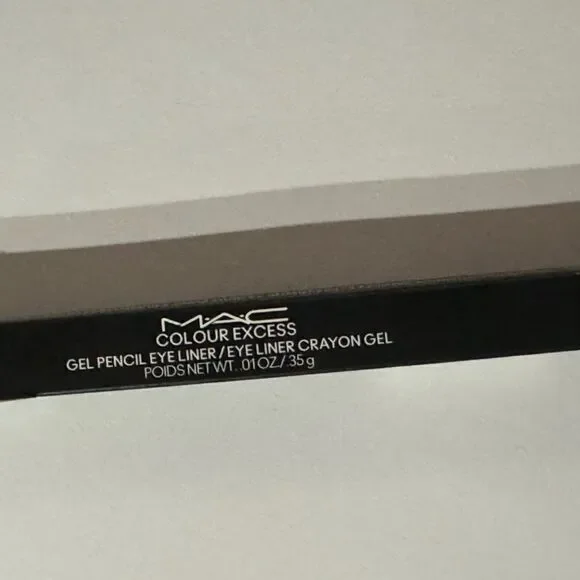 M·A·C
COLOUR EXCESS
GEL PENCIL EYE LINER / EYE LINER CRAYON GEL
POIDS NET WT. .01 OZ./.35 g